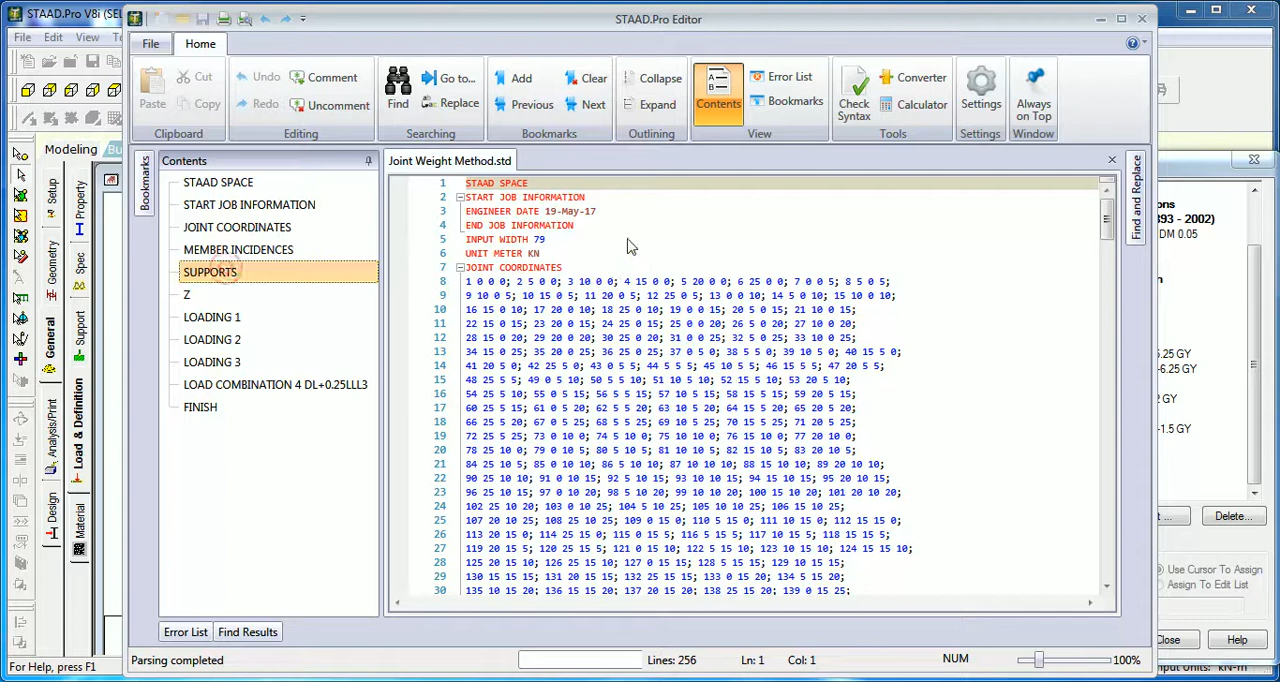 STAAD.Pro V8i (SEL
STAAD.Pro Editor
File Edit View
File Home
Paste
Cut
Copy
Clipboard
Undo
Redo
Comment
Uncomment
Editing
Find
Go to...
Replace
Searching
Add
Previous
Clear
Next
Bookmarks
Collapse
Expand
Outlining
Contents
Error List
Bookmarks
View
Check
Syntax
Converter
Calculator
Tools
Settings
Settings
Always
on Top
Window
Modeling
Bu
Setup
Geometry
General
Analysis/Print
Design
Property
Spec
Support
Load & Definition
Material
Bookmarks
Contents
STAAD SPACE
START JOB INFORMATION
JOINT COORDINATES
MEMBER INCIDENCES
SUPPORTS
Z
LOADING 1
LOADING 2
LOADING 3
LOAD COMBINATION 4 DL+0.25LLL3
FINISH
Joint Weight Method.std
1 STAAD SPACE
2 START JOB INFORMATION
3 ENGINEER DATE 19-May-17
4 END JOB INFORMATION
5 INPUT WIDTH 79
6 UNIT METER KN
7 JOINT COORDINATES
8 1 0 0 0; 2 5 0 0; 3 10 0 0; 4 15 0 0; 5 20 0 0; 6 25 0 0; 7 0 0 5; 8 5 0 5;
9 9 10 0 5; 10 15 0 5; 11 20 0 5; 12 25 0 5; 13 0 0 10; 14 5 0 10; 15 10 0 10;
10 16 15 0 10; 17 20 0 10; 18 25 0 10; 19 0 0 15; 20 5 0 15; 21 10 0 15;
11 22 15 0 15; 23 20 0 15; 24 25 0 15; 25 0 0 20; 26 5 0 20; 27 10 0 20;
12 28 15 0 20; 29 20 0 20; 30 25 0 20; 31 0 0 25; 32 5 0 25; 33 10 0 25;
13 34 15 0 25; 35 20 0 25; 36 25 0 25; 37 0 5 0; 38 5 5 0; 39 10 5 0; 40 15 5 0;
14 41 20 5 0; 42 25 5 0; 43 0 5 5; 44 5 5 5; 45 10 5 5; 46 15 5 5; 47 20 5 5;
15 48 25 5 5; 49 0 5 10; 50 5 5 10; 51 10 5 10; 52 15 5 10; 53 20 5 10;
16 54 25 5 10; 55 0 5 15; 56 5 5 15; 57 10 5 15; 58 15 5 15; 59 20 5 15;
17 60 25 5 15; 61 0 5 20; 62 5 5 20; 63 10 5 20; 64 15 5 20; 65 20 5 20;
18 66 25 5 20; 67 0 5 25; 68 5 5 25; 69 10 5 25; 70 15 5 25; 71 20 5 25;
19 72 25 5 25; 73 0 10 0; 74 5 10 0; 75 10 10 0; 76 15 10 0; 77 20 10 0;
20 78 25 10 0; 79 0 10 5; 80 5 10 5; 81 10 10 5; 82 15 10 5; 83 20 10 5;
21 84 25 10 5; 85 0 10 10; 86 5 10 10; 87 10 10 10; 88 15 10 10; 89 20 10 10;
22 90 25 10 10; 91 0 10 15; 92 5 10 15; 93 10 10 15; 94 15 10 15; 95 20 10 15;
23 96 25 10 15; 97 0 10 20; 98 5 10 20; 99 10 10 20; 100 15 10 20; 101 20 10 20;
24 102 25 10 20; 103 0 10 25; 104 5 10 25; 105 10 10 25; 106 15 10 25;
25 107 20 10 25; 108 25 10 25; 109 0 15 0; 110 5 15 0; 111 10 15 0; 112 15 15 0;
26 113 20 15 0; 114 25 15 0; 115 0 15 5; 116 5 15 5; 117 10 15 5; 118 15 15 5;
27 119 20 15 5; 120 25 15 5; 121 0 15 10; 122 5 15 10; 123 10 15 10; 124 15 15 10;
28 125 20 15 10; 126 25 15 10; 127 0 15 15; 128 5 15 15; 129 10 15 15;
29 130 15 15 15; 131 20 15 15; 132 25 15 15; 133 0 15 20; 134 5 15 20;
30 135 10 15 20; 136 15 15 20; 137 20 15 20; 138 25 15 20; 139 0 15 25;
Find and Replace
ons
893 - 2002)
DM 0.05
5.25 GY
-6.25 GY
2 GY
-1.5 GY
Delete...
Use Cursor To Assign
Assign To Edit List
Close
Help
Error List
Find Results
For Help, press F1
Parsing completed
Lines: 256
Ln: 1
Col: 1
NUM
100%
put Units: kN-m